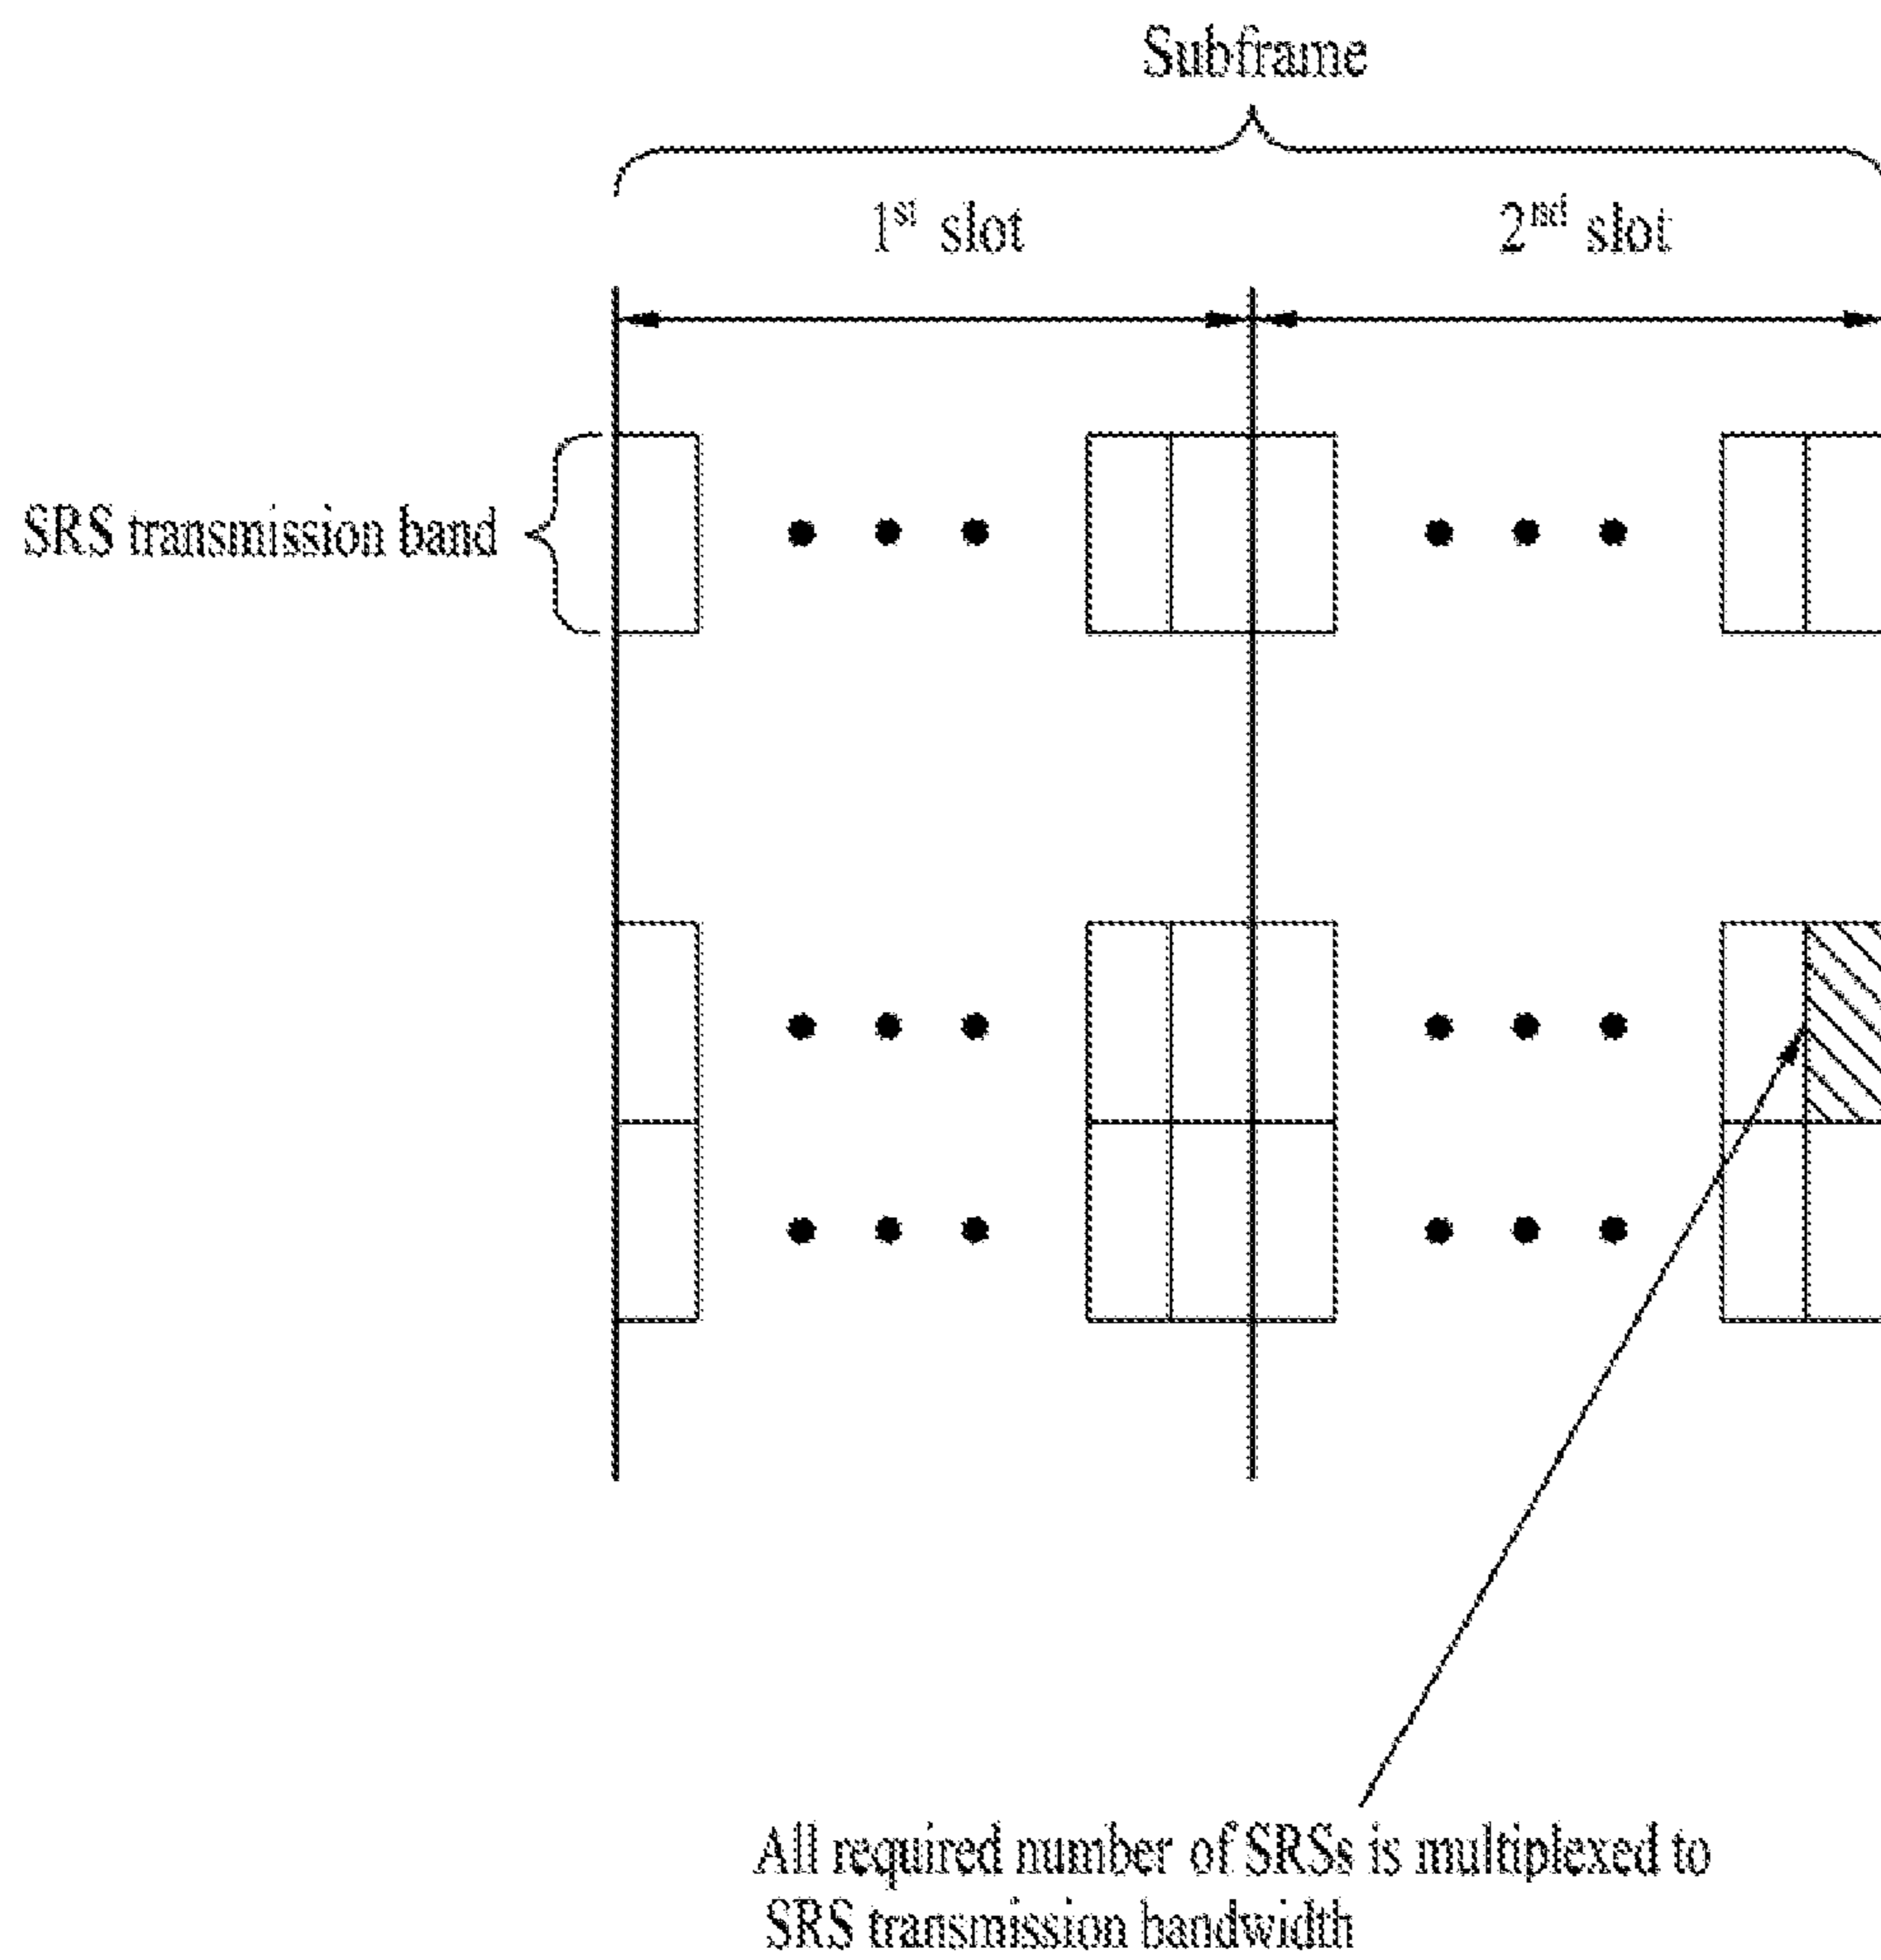 Subframe
1st slot
2nd slot
SRS transmission band
All required number of SRSs is multiplexed to
SRS transmission bandwidth